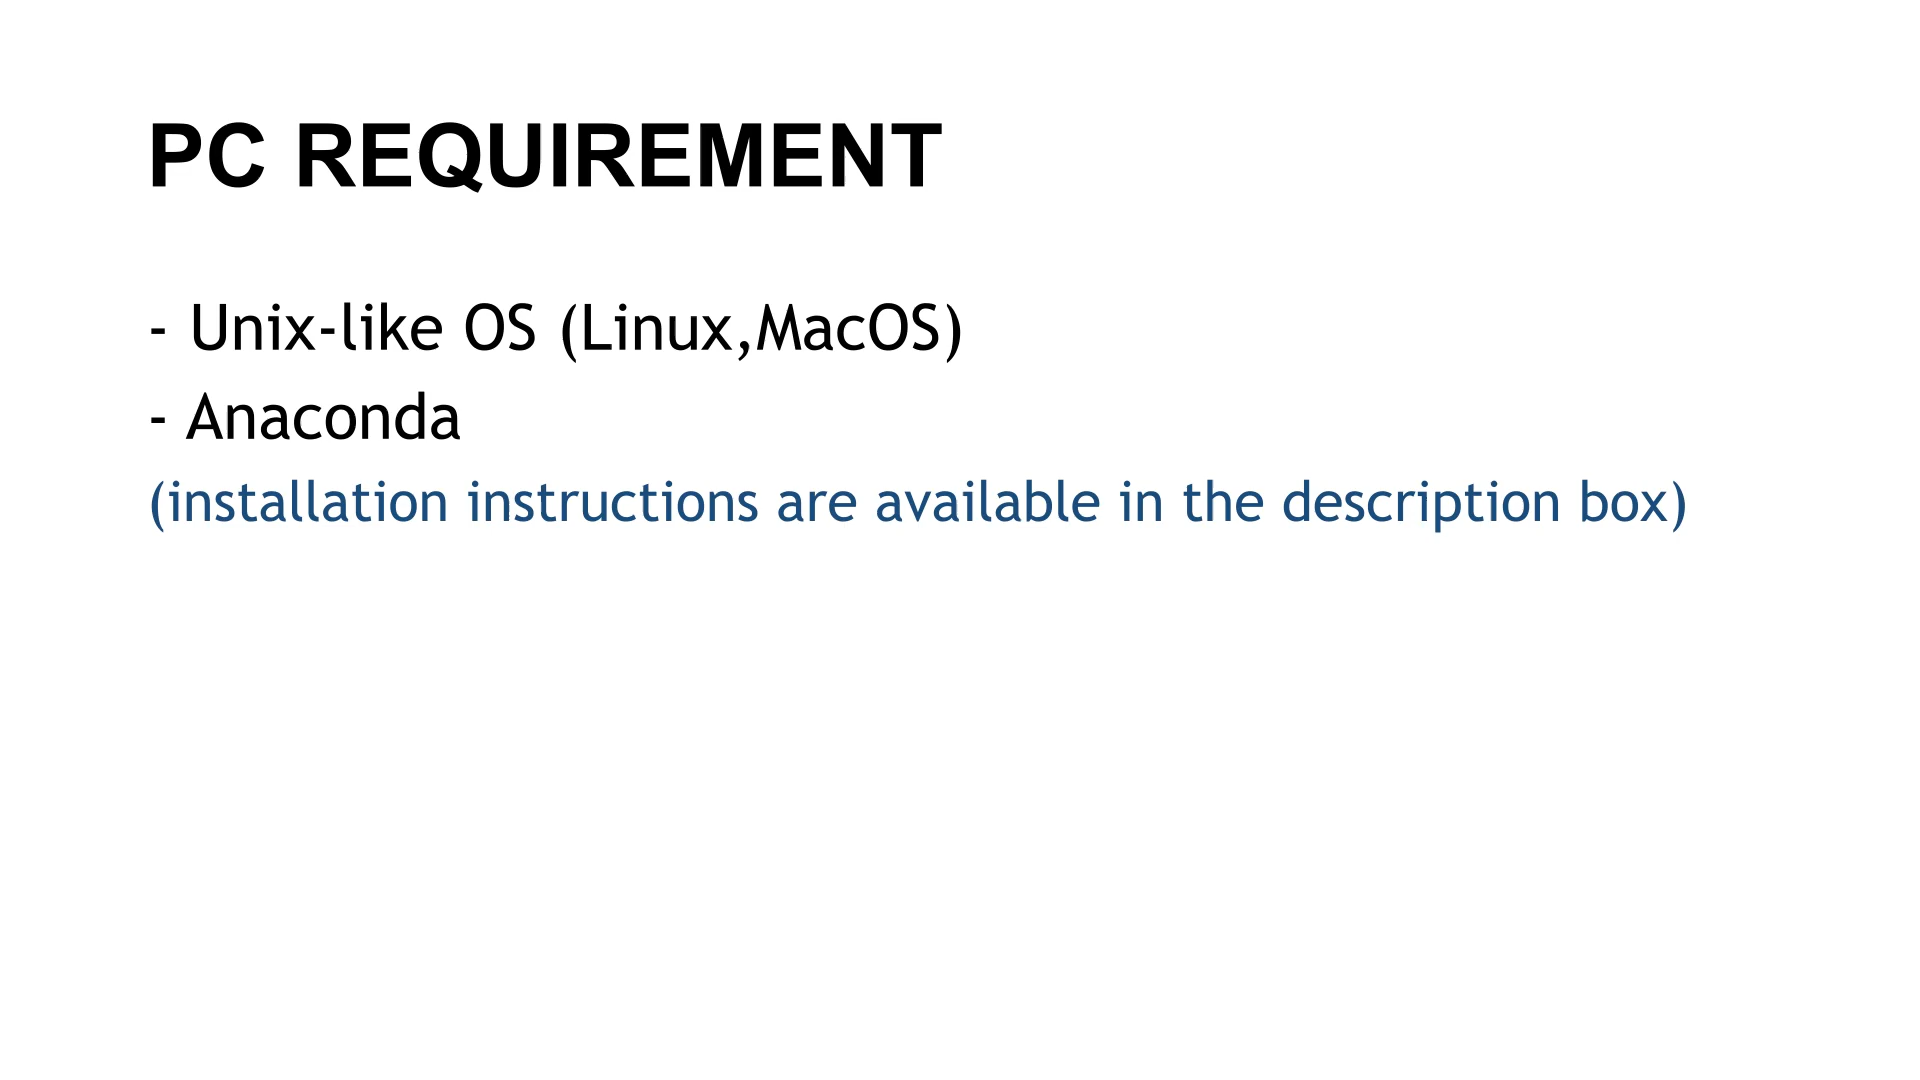 PC REQUIREMENT
- Unix-like OS (Linux,MacOS)
- Anaconda
(installation instructions are available in the description box)